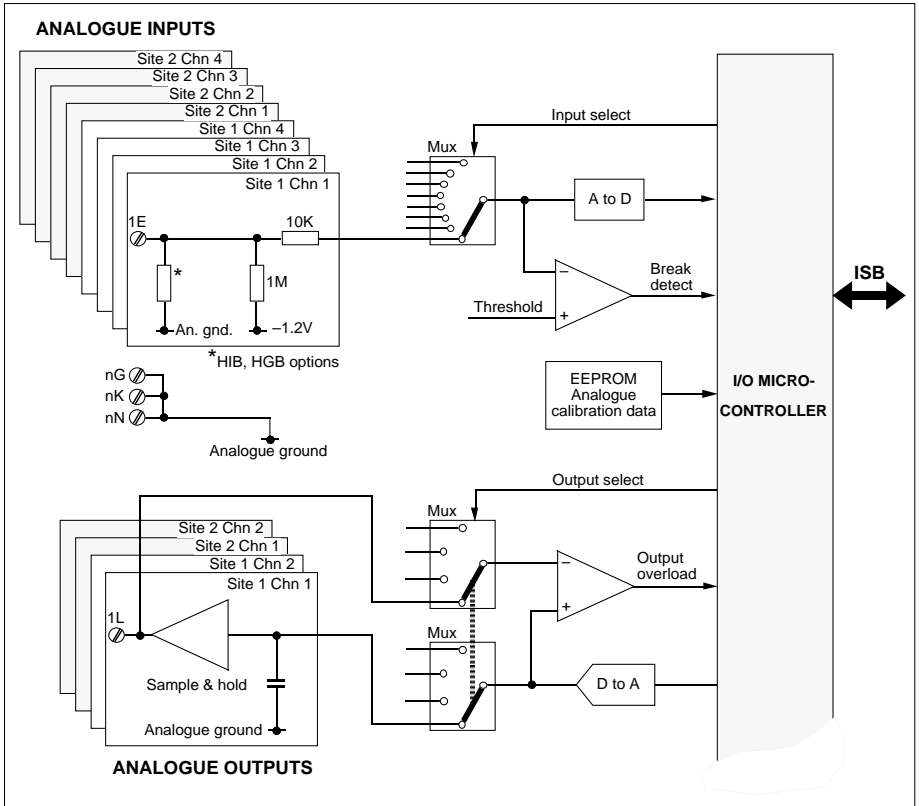 ANALOGUE INPUTS
Site 2 Chn 4
Site 2 Chn 3
Site 2 Chn 2
Site 2 Chn 1
Site 1 Chn 4
Site 1 Chn 3
Site 1 Chn 2
Site 1 Chn 1
1E
10K
*
1M
An. gnd.
–1.2V
*HIB, HGB options
Input select
Mux
A to D
Break
detect
Threshold
ISB
EEPROM
Analogue
calibration data
I/O MICRO-
CONTROLLER
nG
nK
nN
Analogue ground
Output select
Mux
Output
overload
Mux
D to A
Site 2 Chn 2
Site 2 Chn 1
Site 1 Chn 2
Site 1 Chn 1
1L
Sample & hold
Analogue ground
ANALOGUE OUTPUTS
–
+
–
+